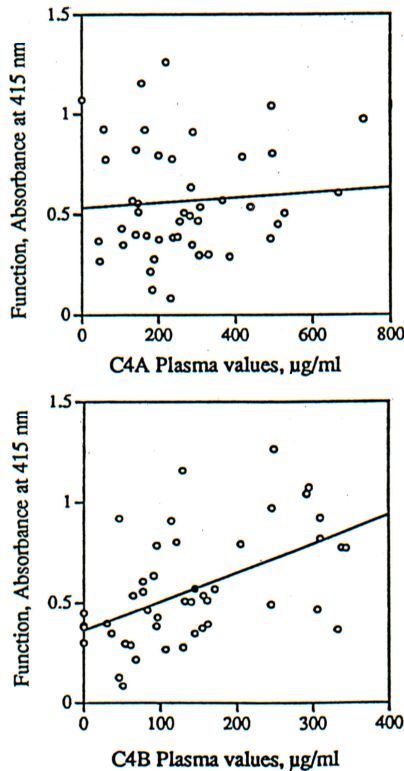 1.5
1
0.5
0
Function, Absorbance at 415 nm
0 200 400 600 800
C4A Plasma values, µg/ml
1.5
1
0.5
0
Function, Absorbance at 415 nm
0 100 200 300 400
C4B Plasma values, µg/ml